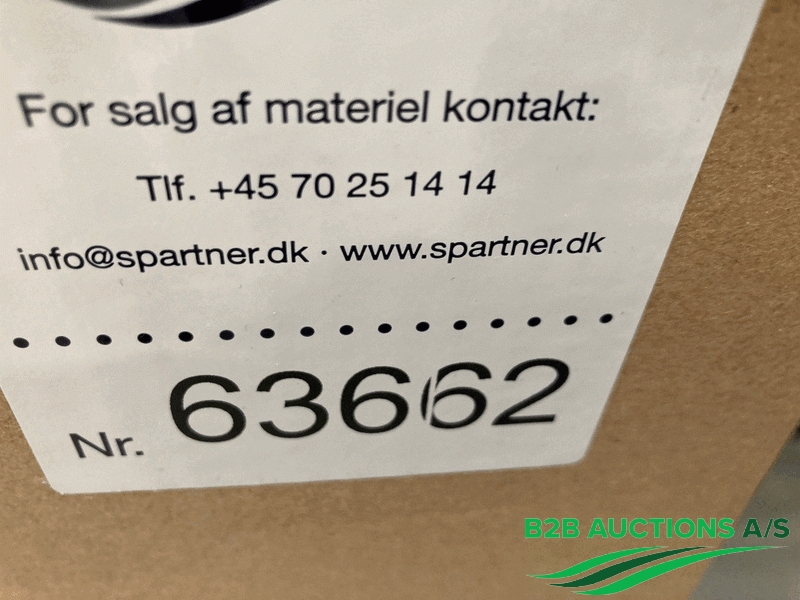 For salg af materiel kontakt:
Tlf. +45 70 25 14 14
info@spartner.dk · www.spartner.dk
Nr. 63662
B2B AUCTIONS A/S